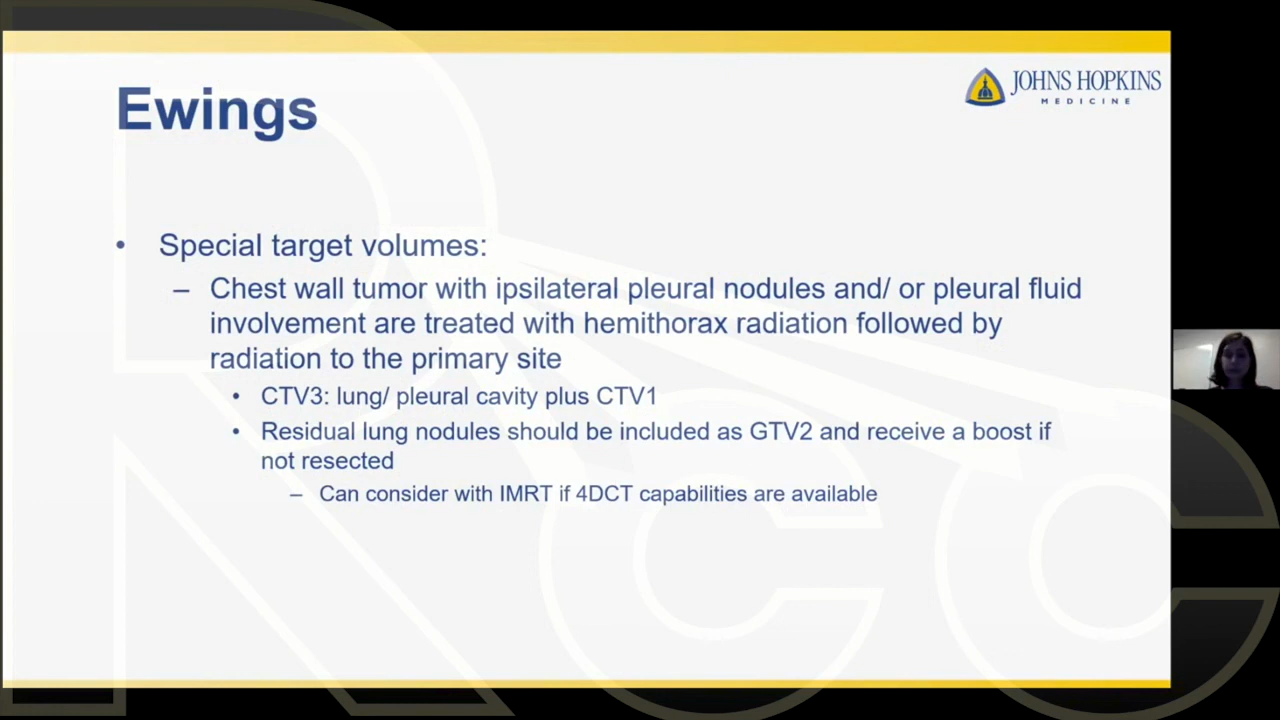 Ewings
JOHNS HOPKINS
MEDICINE
• Special target volumes:
– Chest wall tumor with ipsilateral pleural nodules and/ or pleural fluid
involvement are treated with hemithorax radiation followed by
radiation to the primary site
• CTV3: lung/ pleural cavity plus CTV1
• Residual lung nodules should be included as GTV2 and receive a boost if
not resected
– Can consider with IMRT if 4DCT capabilities are available
RCC